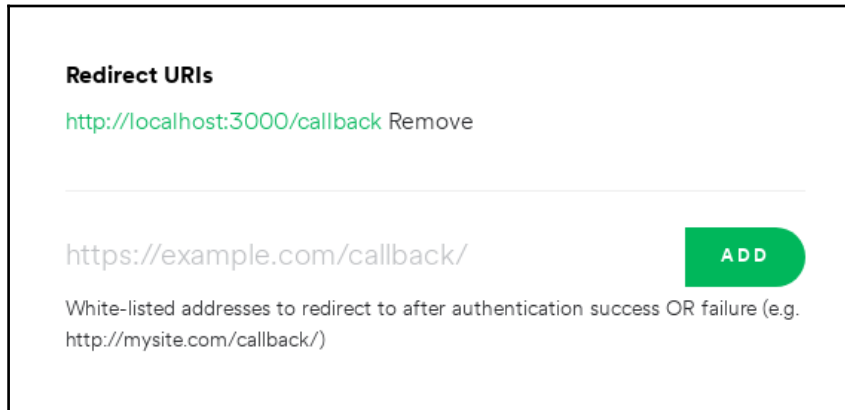 Redirect URIs
http://localhost:3000/callback Remove
https://example.com/callback/
ADD
White-listed addresses to redirect to after authentication success OR failure (e.g.
http://mysite.com/callback/)